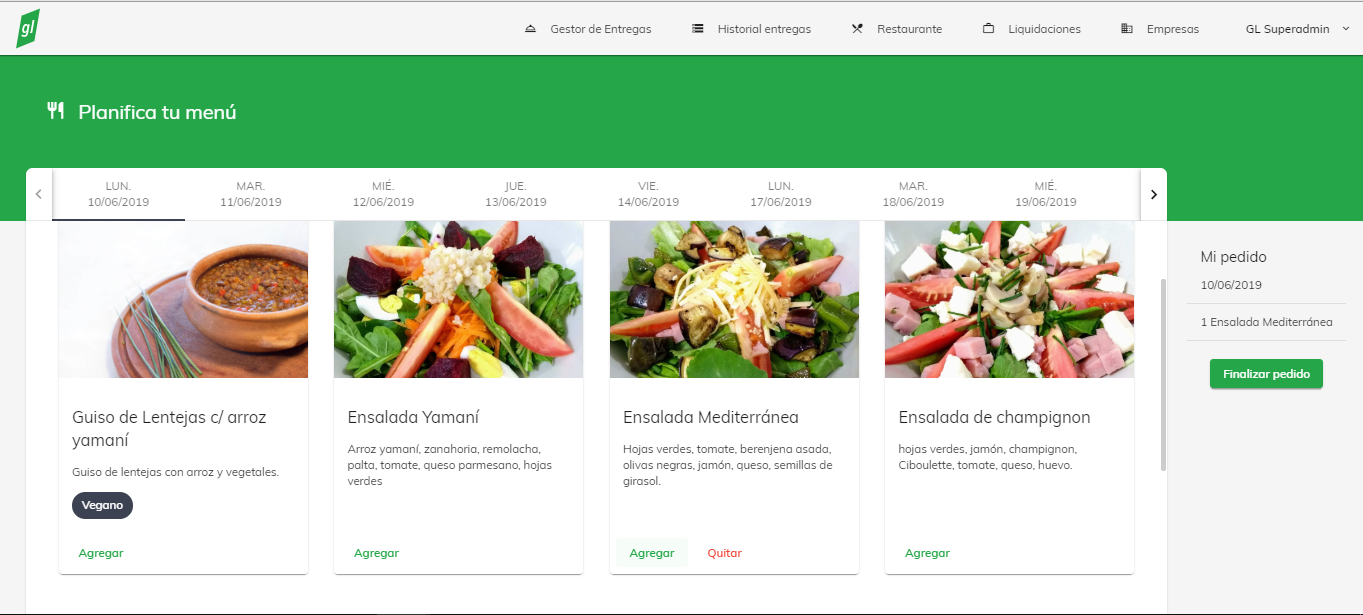 gl
Gestor de Entregas
Historial entregas
Restaurante
Liquidaciones
Empresas
GL Superadmin
Planifica tu menú
LUN.
10/06/2019
MAR.
11/06/2019
MIÉ.
12/06/2019
JUE.
13/06/2019
VIE.
14/06/2019
LUN.
17/06/2019
MAR.
18/06/2019
MIÉ.
19/06/2019
Guiso de Lentejas c/ arroz
yamaní
Guiso de lentejas con arroz y vegetales.
Vegano
Agregar
Ensalada Yamaní
Arroz yamaní, zanahoria, remolacha,
palta, tomate, queso parmesano, hojas
verdes
Agregar
Ensalada Mediterránea
Hojas verdes, tomate, berenjena asada,
olivas negras, jamón, queso, semillas de
girasol.
Agregar
Quitar
Ensalada de champignon
hojas verdes, jamón, champignon,
Ciboulette, tomate, queso, huevo.
Agregar
Mi pedido
10/06/2019
1 Ensalada Mediterránea
Finalizar pedido